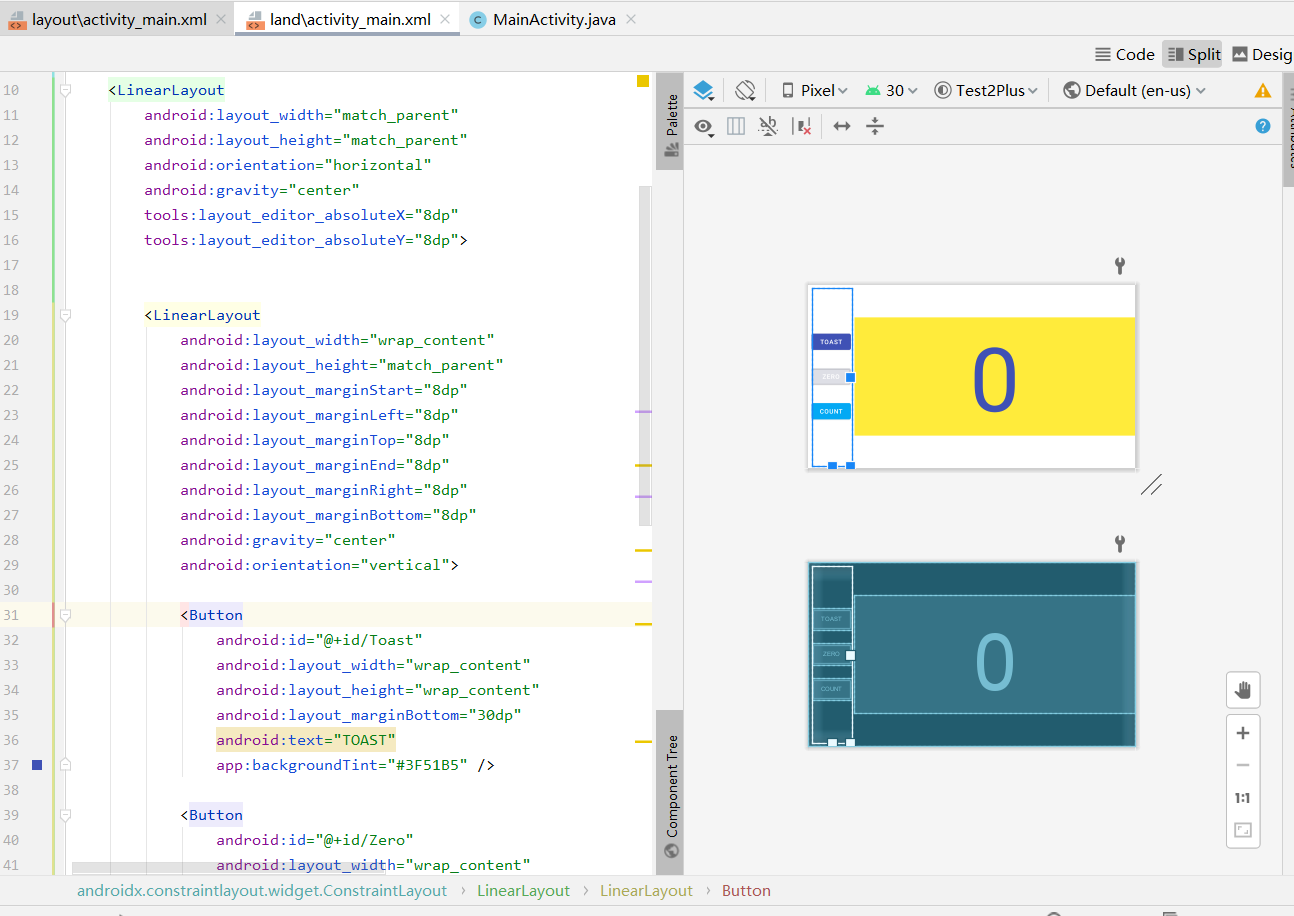 layout\activity_main.xml
land\activity_main.xml
C MainActivity.java
Code
Split
Desig
10 <LinearLayout
11 android:layout_width="match_parent"
12 android:layout_height="match_parent"
13 android:orientation="horizontal"
14 android:gravity="center"
15 tools:layout_editor_absoluteX="8dp"
16 tools:layout_editor_absoluteY="8dp">
17
18
19 <LinearLayout
20 android:layout_width="wrap_content"
21 android:layout_height="match_parent"
22 android:layout_marginStart="8dp"
23 android:layout_marginLeft="8dp"
24 android:layout_marginTop="8dp"
25 android:layout_marginEnd="8dp"
26 android:layout_marginRight="8dp"
27 android:layout_marginBottom="8dp"
28 android:gravity="center"
29 android:orientation="vertical">
30
31 <Button
32 android:id="@+id/Toast"
33 android:layout_width="wrap_content"
34 android:layout_height="wrap_content"
35 android:layout_marginBottom="30dp"
36 android:text="TOAST"
37 app:backgroundTint="#3F51B5" />
38
39 <Button
40 android:id="@+id/Zero"
41 android:layout_width="wrap_content"
Palette
Component Tree
Pixel
30
Test2Plus
Default (en-us)
?
TOAST
ZERO
COUNT
0
TOAST
ZERO
COUNT
0
1:1
androidx.constraintlayout.widget.ConstraintLayout › LinearLayout › LinearLayout › Button